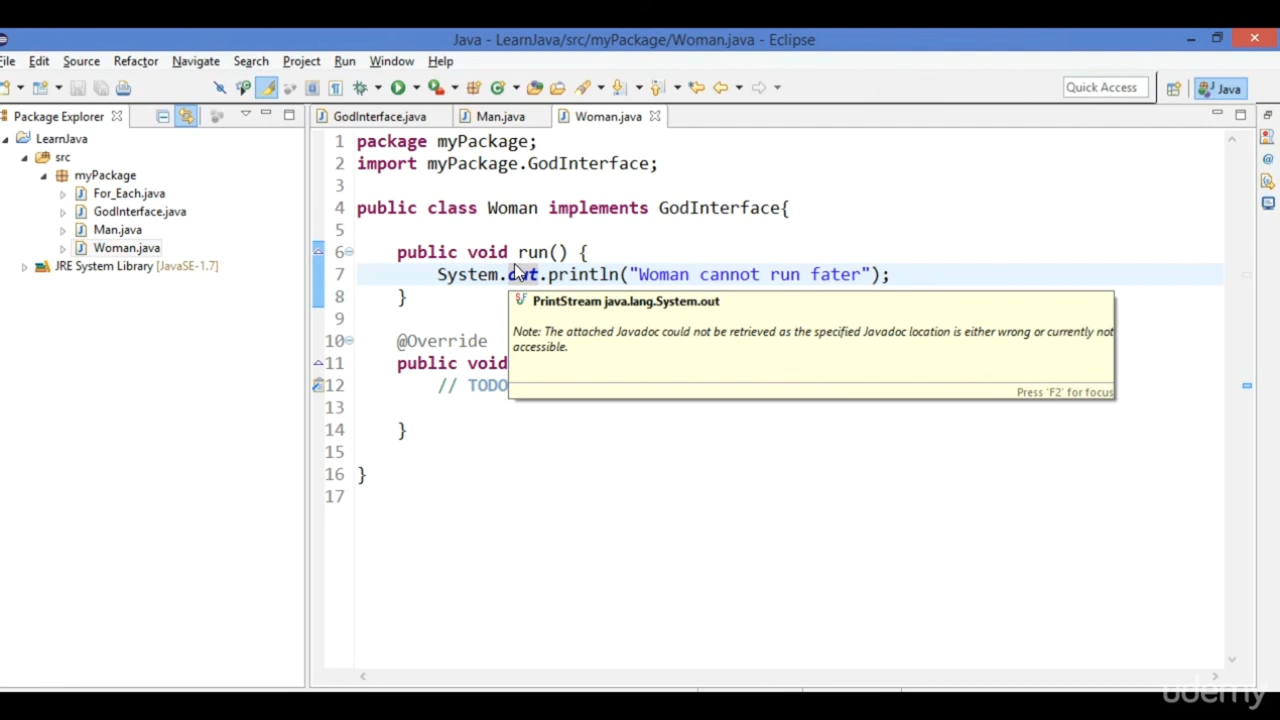 Java - LearnJava/src/myPackage/Woman.java - Eclipse
ile Edit Source Refactor Navigate Search Project Run Window Help
Quick Access Java
Package Explorer GodInterface.java Man.java Woman.java
LearnJava
src
myPackage
For_Each.java
GodInterface.java
Man.java
Woman.java
JRE System Library [JavaSE-1.7]
1 package myPackage;
2 import myPackage.GodInterface;
3
4 public class Woman implements GodInterface{
5
6 public void run() {
7 System.out.println("Woman cannot run fater");
8 }
9
10 @Override
11 public void
12 // TODO
13
14 }
15
16 }
17
PrintStream java.lang.System.out
Note: The attached Javadoc could not be retrieved as the specified Javadoc location is either wrong or currently not
accessible.
Press 'F2' for focus
udemy